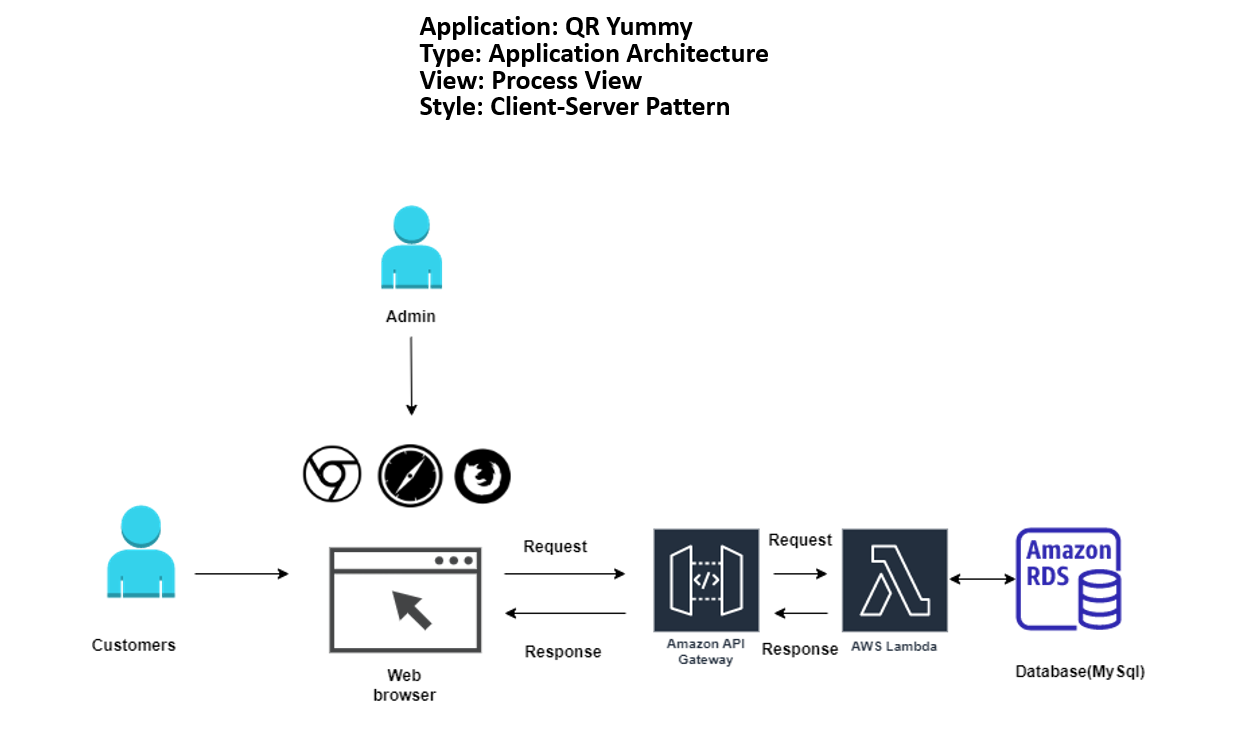 Application: QR Yummy
Type: Application Architecture
View: Process View
Style: Client-Server Pattern
Admin
Customers
Web
browser
Request
Response
Amazon API
Gateway
Request
Response
AWS Lambda
Amazon
RDS
Database(My Sql)